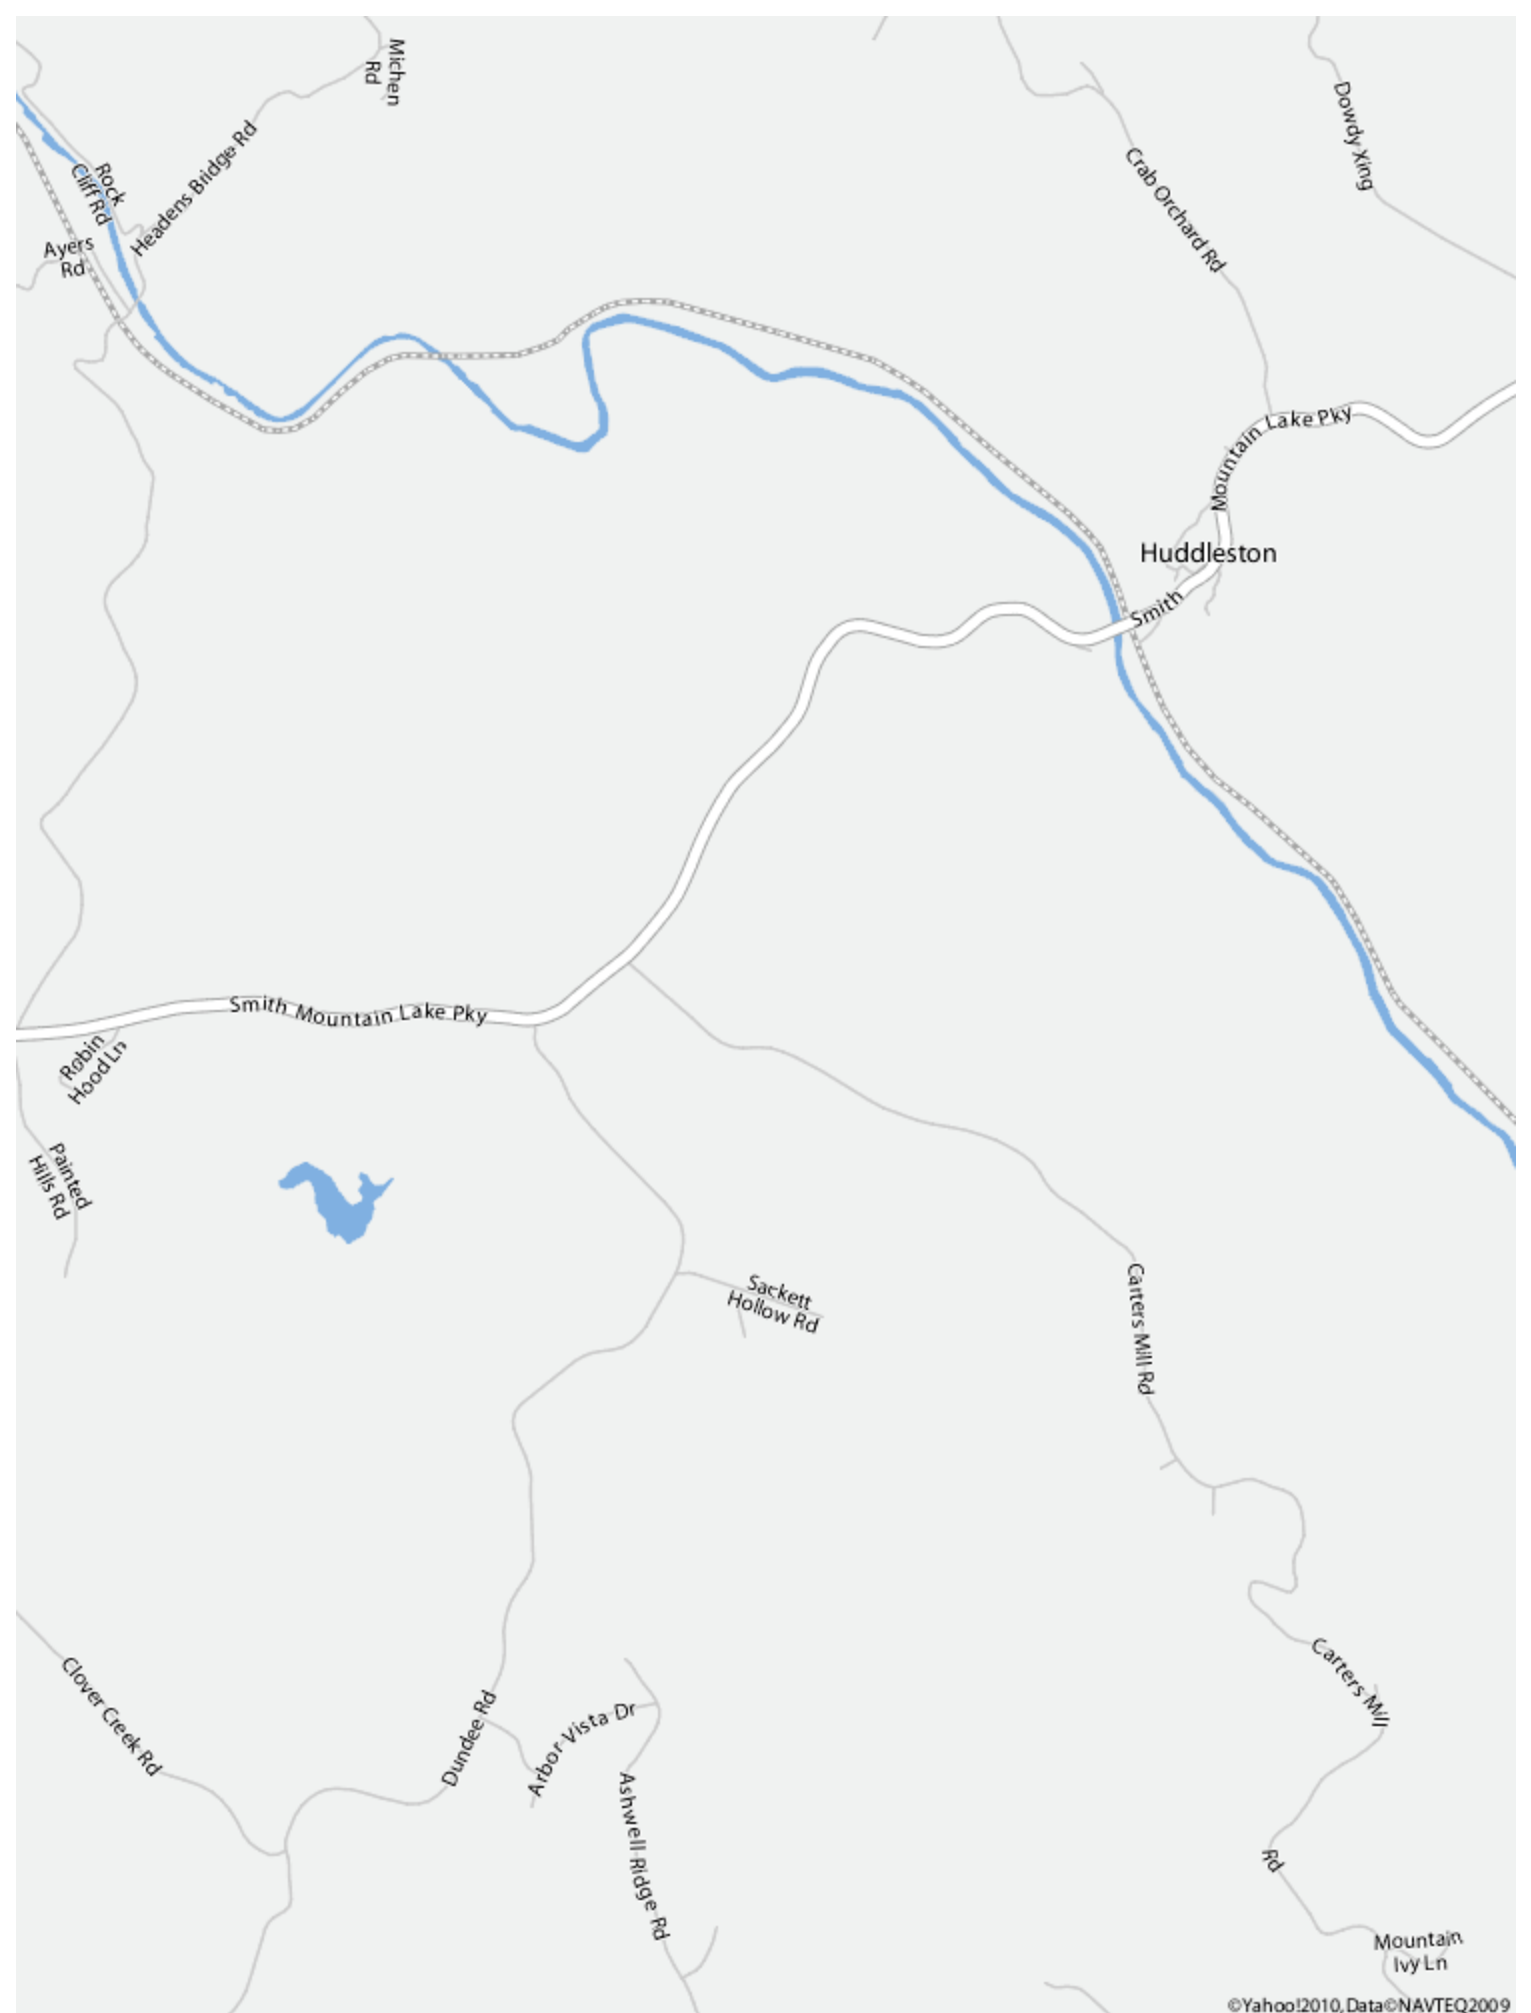 Michen
Rd
Dowdy Xing
Headens Bridge Rd
Crab Orchard Rd
Rock
Cliff Rd
Ayers
Rd
Mountain Lake Pky
Huddleston
Smith
Smith Mountain Lake Pky
Robin
Hood Ln
Painted
Hills Rd
Sackett
Hollow Rd
Carters Mill Rd
Clover Creek Rd
Dundee Rd
Arbor Vista Dr
Ashwell Ridge Rd
Carters Mill
Rd
Mountain
Ivy Ln
©Yahoo!2010, Data©NAVTEQ2009